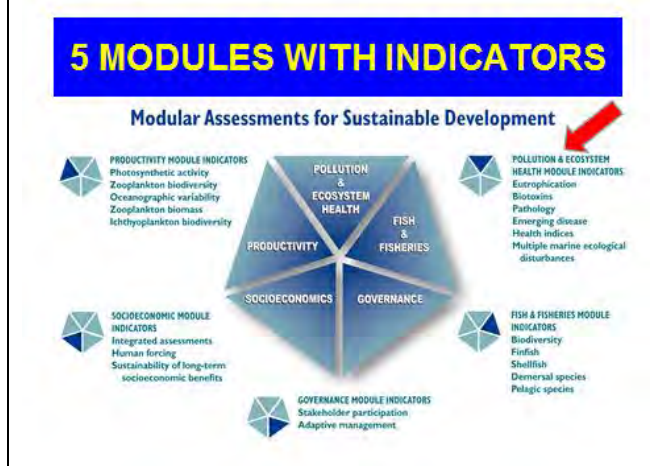 5 MODULES WITH INDICATORS
Modular Assessments for Sustainable Development
PRODUCTIVITY MODULE INDICATORS
Photosynthetic activity
Zooplankton biodiversity
Oceanographic variability
Zooplankton biomass
Ichthyoplankton biodiversity
POLLUTION
&
ECOSYSTEM
HEALTH
FISH
&
FISHERIES
PRODUCTIVITY
SOCIOECONOMICS
GOVERNANCE
POLLUTION & ECOSYSTEM
HEALTH MODULE INDICATORS
Eutrophication
Biotoxins
Pathology
Emerging disease
Health indices
Multiple marine ecological
disturbances
SOCIOECONOMIC MODULE
INDICATORS
Integrated assessments
Human forcing
Sustainability of long-term
socioeconomic benefits
FISH & FISHERIES MODULE
INDICATORS
Biodiversity
Finfish
Shellfish
Demersal species
Pelagic species
GOVERNANCE MODULE INDICATORS
Stakeholder participation
Adaptive management